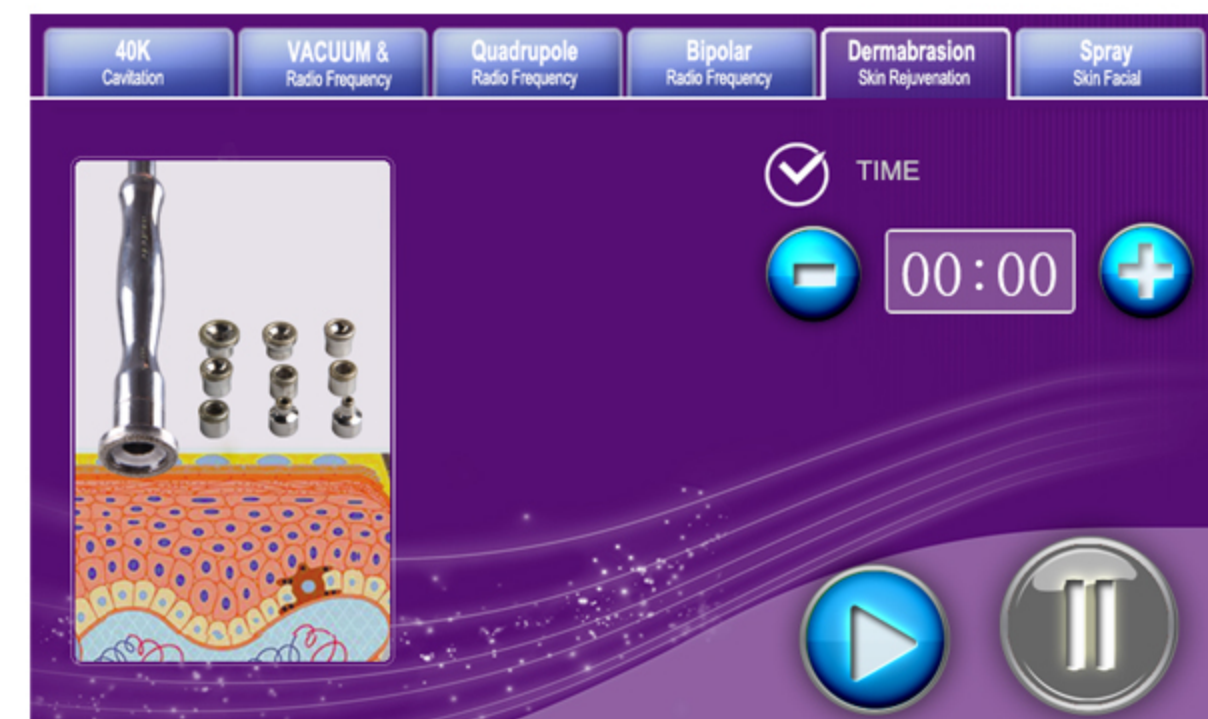 40K
Cavitation
VACUUM &
Radio Frequency
Quadrupole
Radio Frequency
Bipolar
Radio Frequency
Dermabrasion
Skin Rejuvenation
Spray
Skin Facial
TIME
00:00